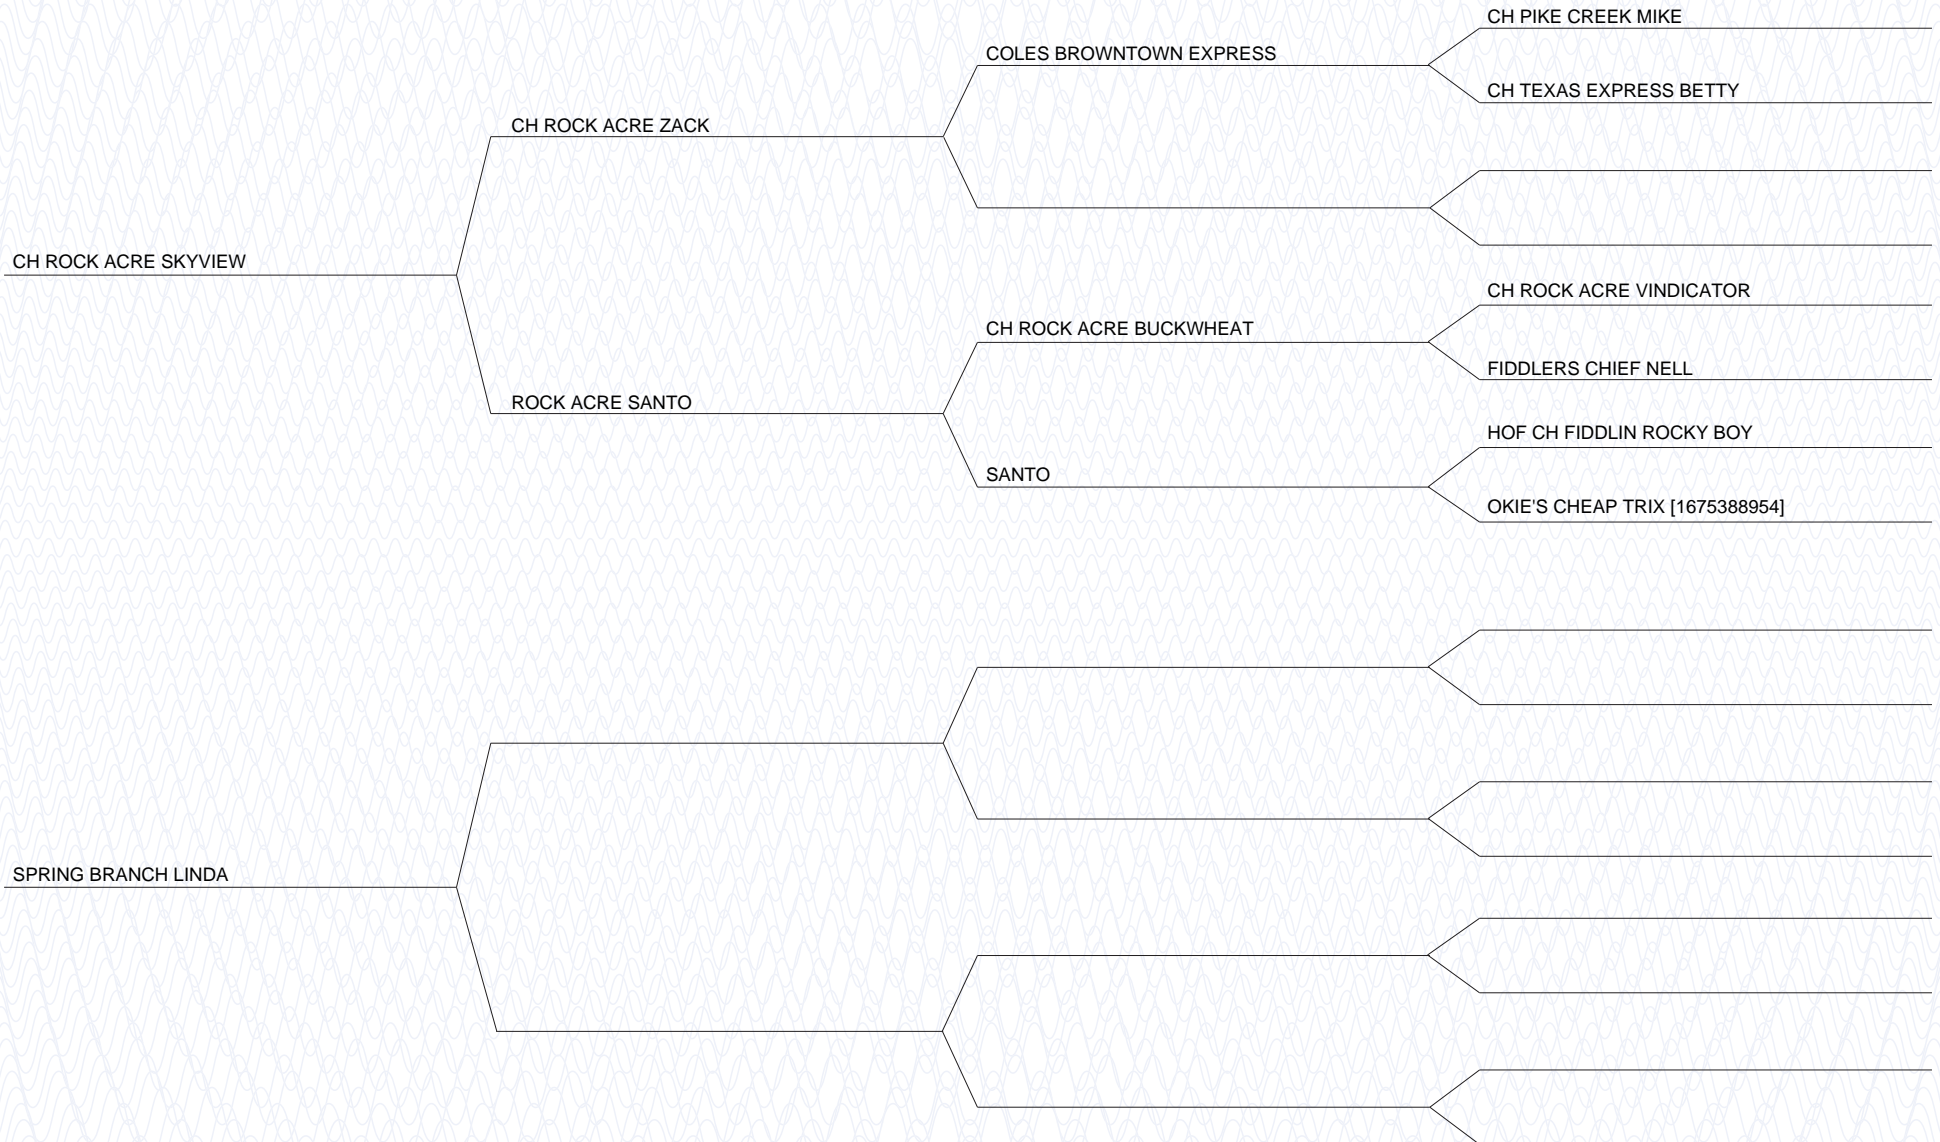 CH PIKE CREEK MIKE
COLES BROWNTOWN EXPRESS
CH TEXAS EXPRESS BETTY
CH ROCK ACRE ZACK
CH ROCK ACRE SKYVIEW
CH ROCK ACRE VINDICATOR
CH ROCK ACRE BUCKWHEAT
FIDDLERS CHIEF NELL
ROCK ACRE SANTO
HOF CH FIDDLIN ROCKY BOY
SANTO
OKIE'S CHEAP TRIX [1675388954]
SPRING BRANCH LINDA